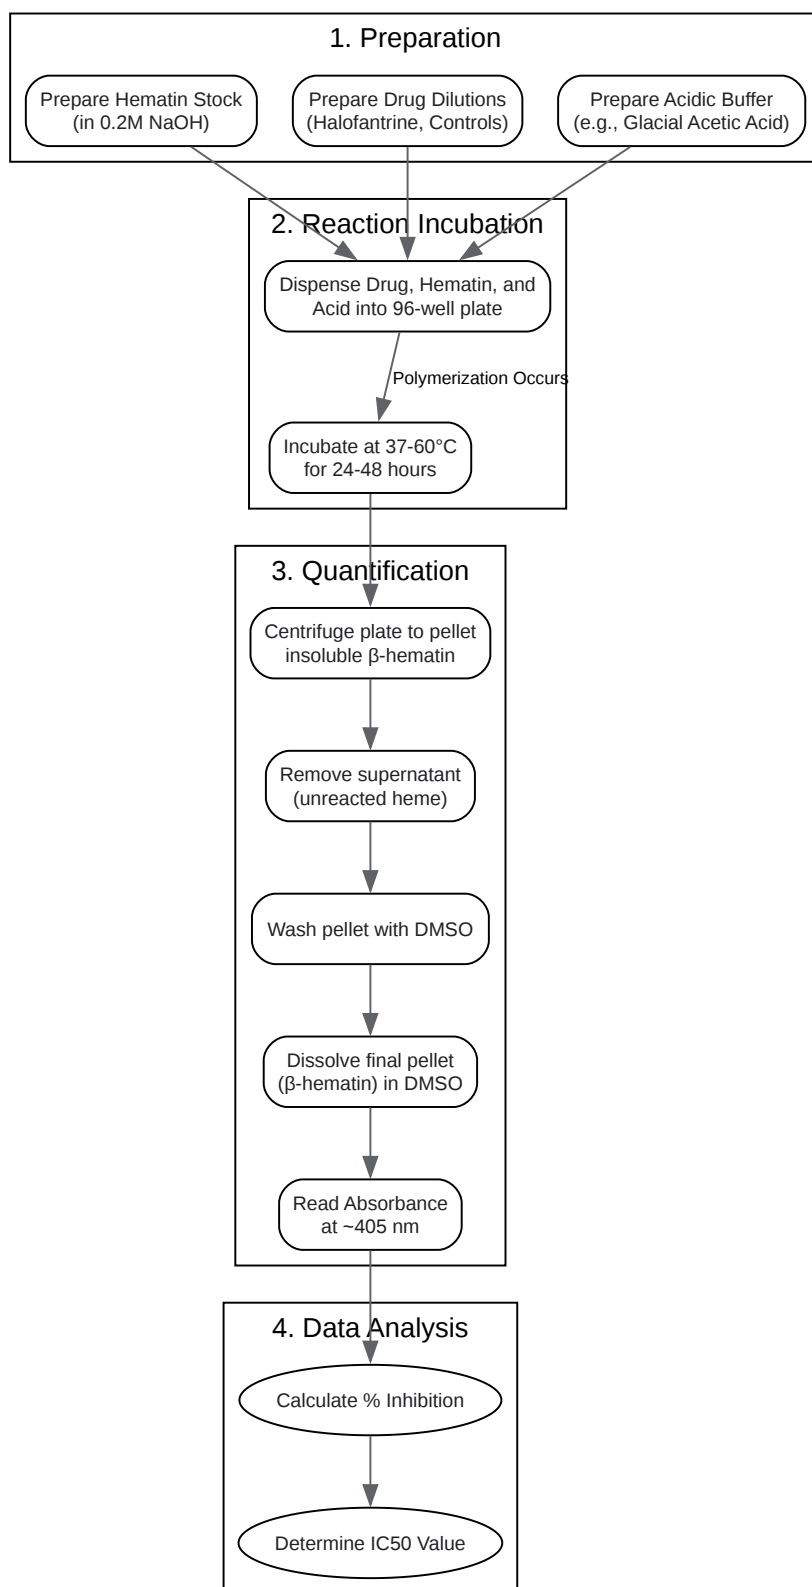 1. Preparation
Prepare Hematin Stock
(in 0.2M NaOH)
Prepare Drug Dilutions
(Halofantrine, Controls)
Prepare Acidic Buffer
(e.g., Glacial Acetic Acid)
2. Reaction Incubation
Dispense Drug, Hematin, and
Acid into 96-well plate
Polymerization Occurs
Incubate at 37-60°C
for 24-48 hours
3. Quantification
Centrifuge plate to pellet
insoluble β-hematin
Remove supernatant
(unreacted heme)
Wash pellet with DMSO
Dissolve final pellet
(β-hematin) in DMSO
Read Absorbance
at ~405 nm
4. Data Analysis
Calculate % Inhibition
Determine IC50 Value